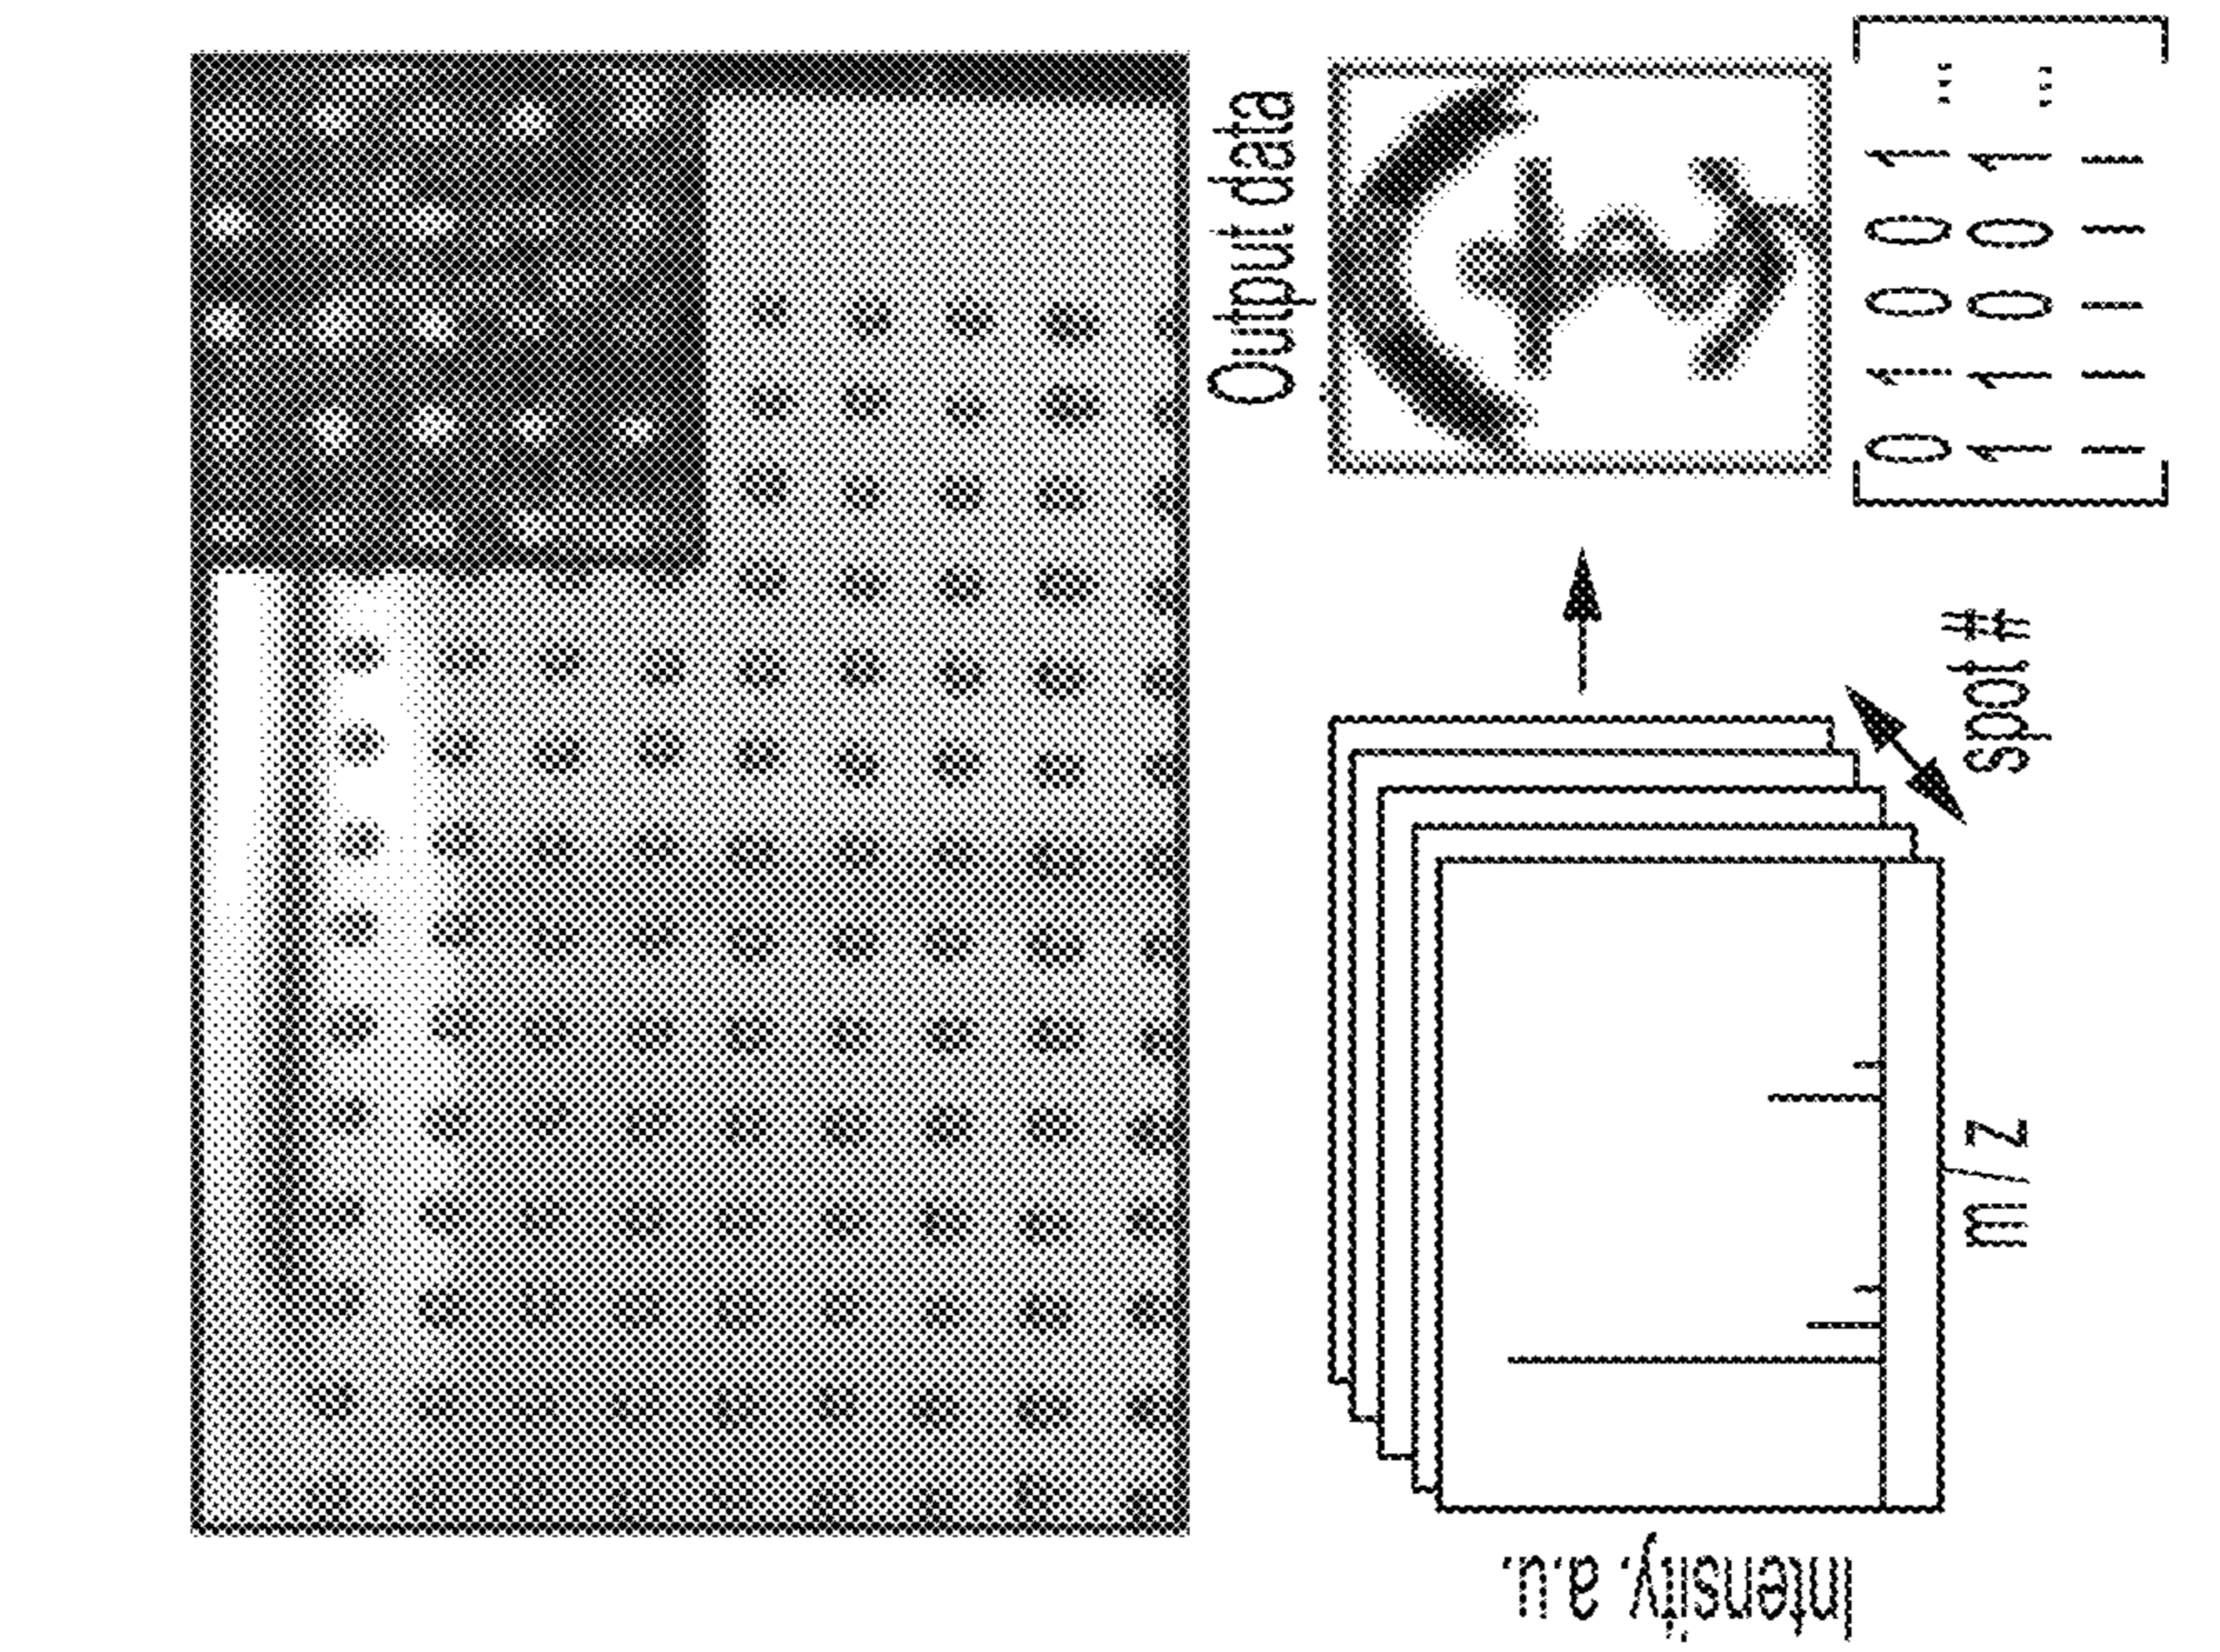 Output data
Intensity, a.u.
m / z
spot #
0 1 0 0 1 ...
1 1 0 0 1 ...
⋮ ⋮ ⋮ ⋮ ⋮